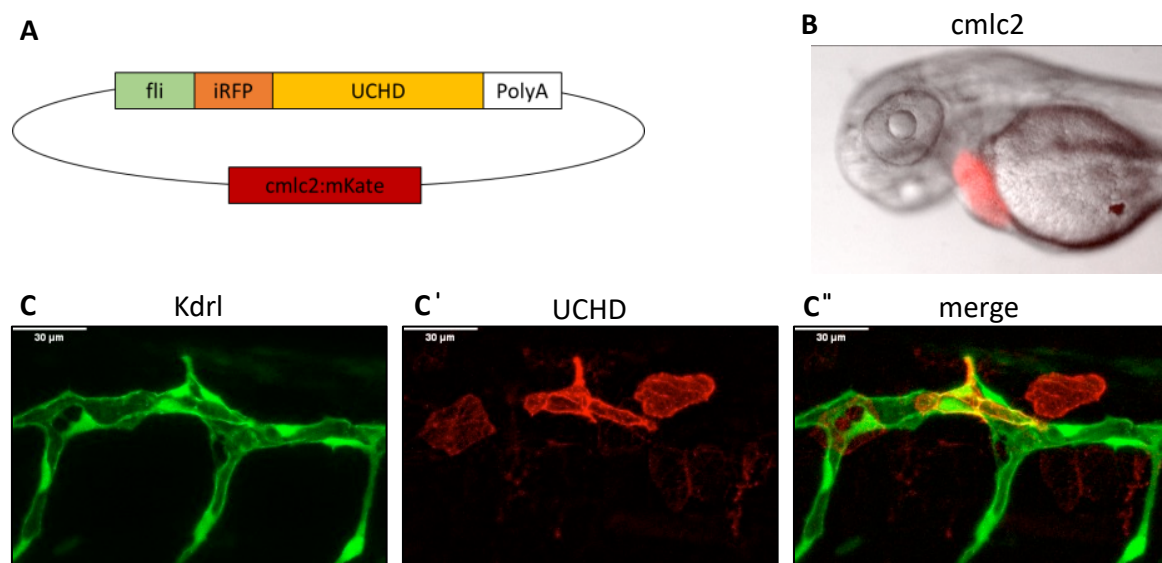 A
fli iRFP UCHD PolyA
cmlc2:mKate
B cmlc2
C Kdrl
30 µm
C' UCHD
30 µm
C" merge
30 µm